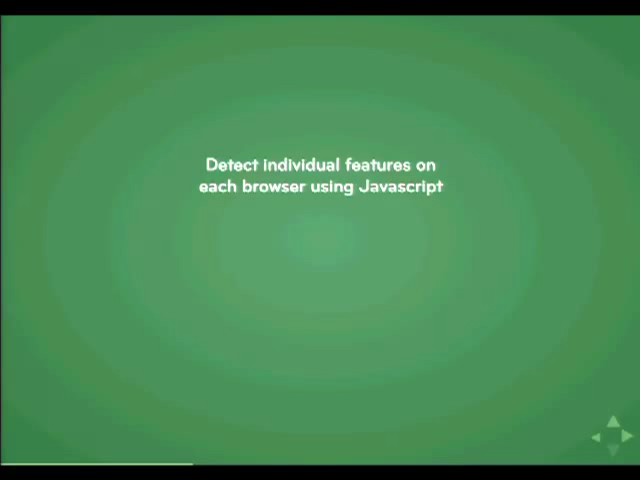 Detect individual features on
each browser using Javascript